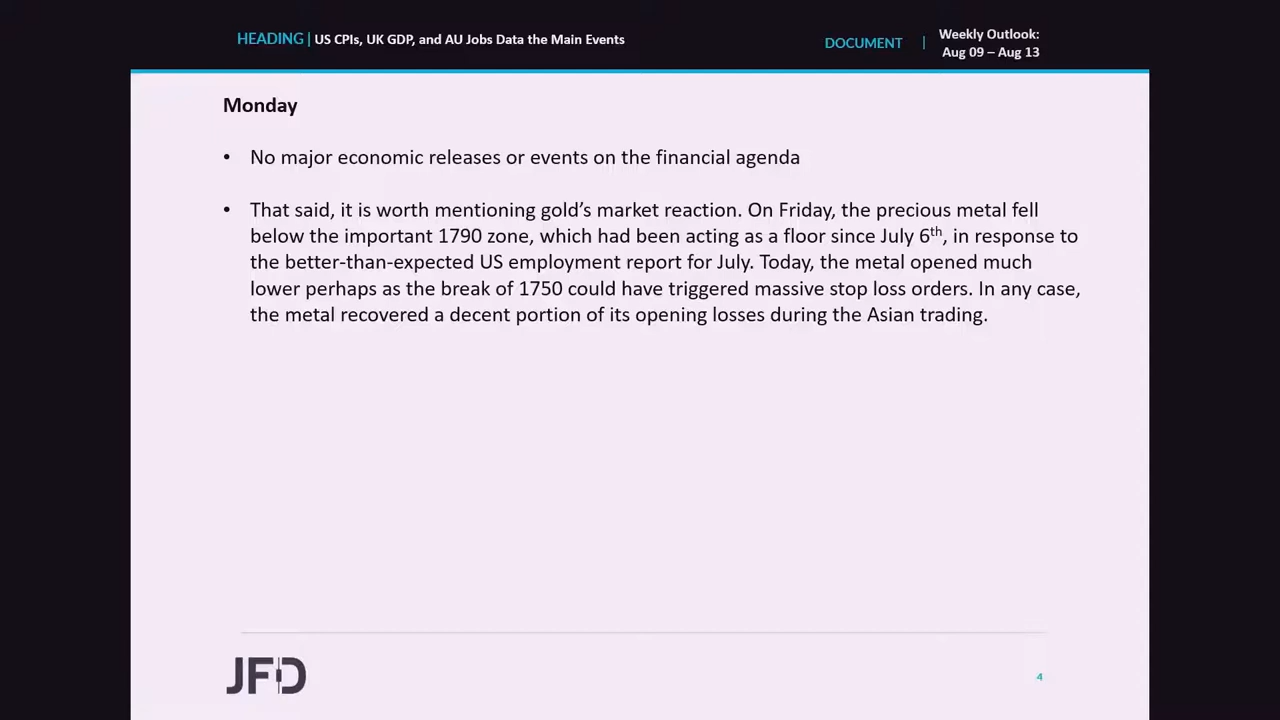 HEADING | US CPIs, UK GDP, and AU Jobs Data the Main Events
DOCUMENT | Weekly Outlook:
Aug 09 – Aug 13
Monday
• No major economic releases or events on the financial agenda
• That said, it is worth mentioning gold’s market reaction. On Friday, the precious metal fell
below the important 1790 zone, which had been acting as a floor since July 6th, in response to
the better-than-expected US employment report for July. Today, the metal opened much
lower perhaps as the break of 1750 could have triggered massive stop loss orders. In any case,
the metal recovered a decent portion of its opening losses during the Asian trading.
JFD
4